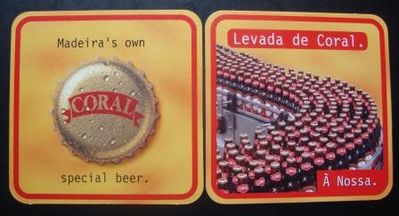 Madeira's own
CORAL
special beer.
Levada de Coral.
À Nossa.